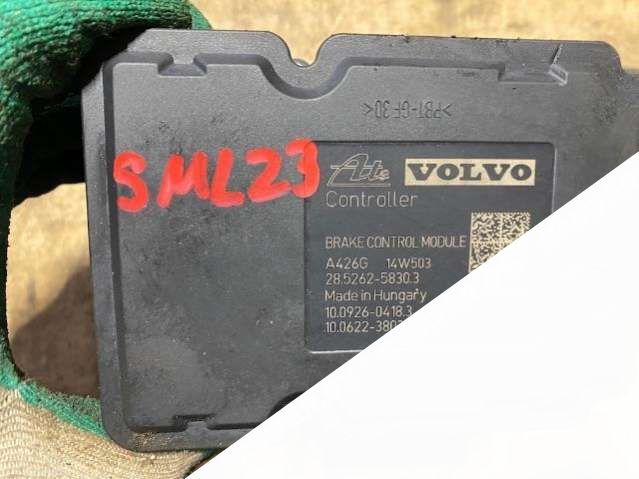 >PBT-GF30<
SML23
Ate VOLVO
Controller
BRAKE CONTROL MODULE
A426G 14W503
28.5262-5830.3
Made in Hungary
10.0926-0418.3